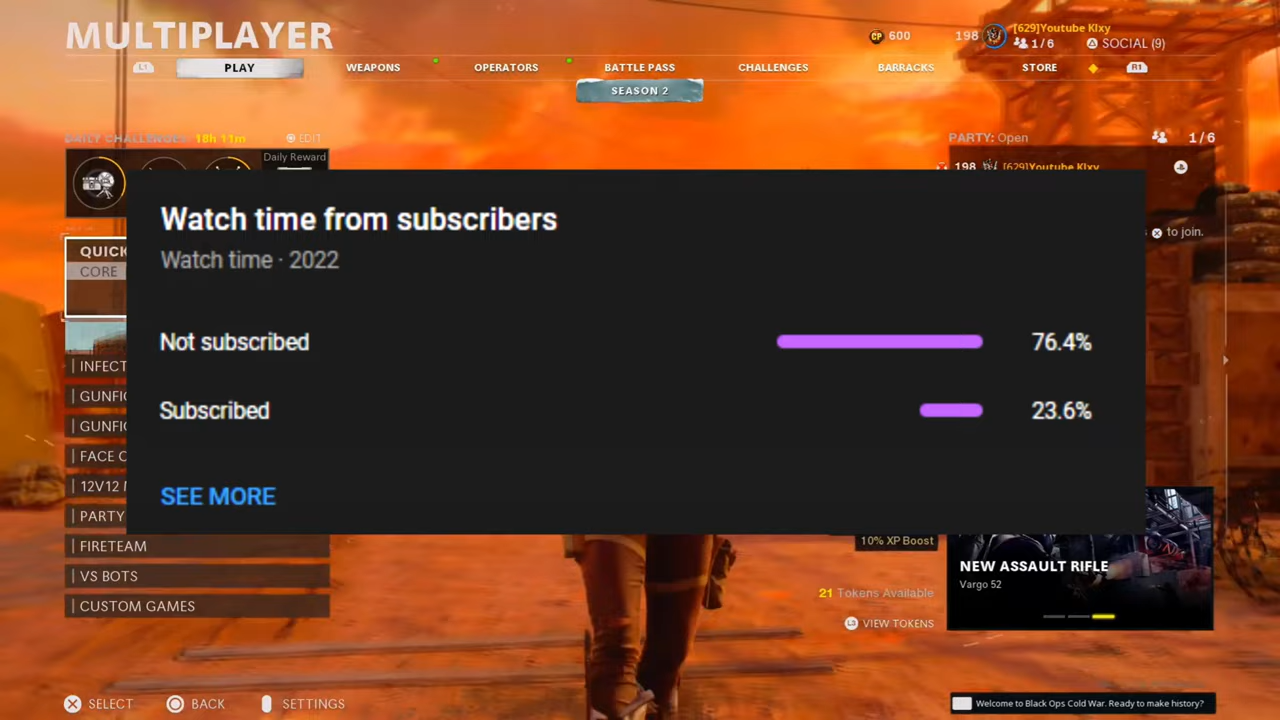 MULTIPLAYER
CP 600
198
[629]Youtube Klxy
1/6
SOCIAL (9)
L1
PLAY
WEAPONS
OPERATORS
BATTLE PASS
CHALLENGES
BARRACKS
STORE
R1
SEASON 2
DAILY CHALLENGES: 18h 11m
EDIT
PARTY: Open
1/6
Daily Reward
198
[629]Youtube Klxy
to join.
QUICK
CORE
Watch time from subscribers
Watch time · 2022
Not subscribed
76.4%
Subscribed
23.6%
SEE MORE
INFECT
GUNFI
GUNFI
FACE
12V12
PARTY
FIRETEAM
VS BOTS
CUSTOM GAMES
10% XP Boost
21 Tokens Available
VIEW TOKENS
NEW ASSAULT RIFLE
Vargo 52
SELECT
BACK
SETTINGS
Welcome to Black Ops Cold War. Ready to make history?